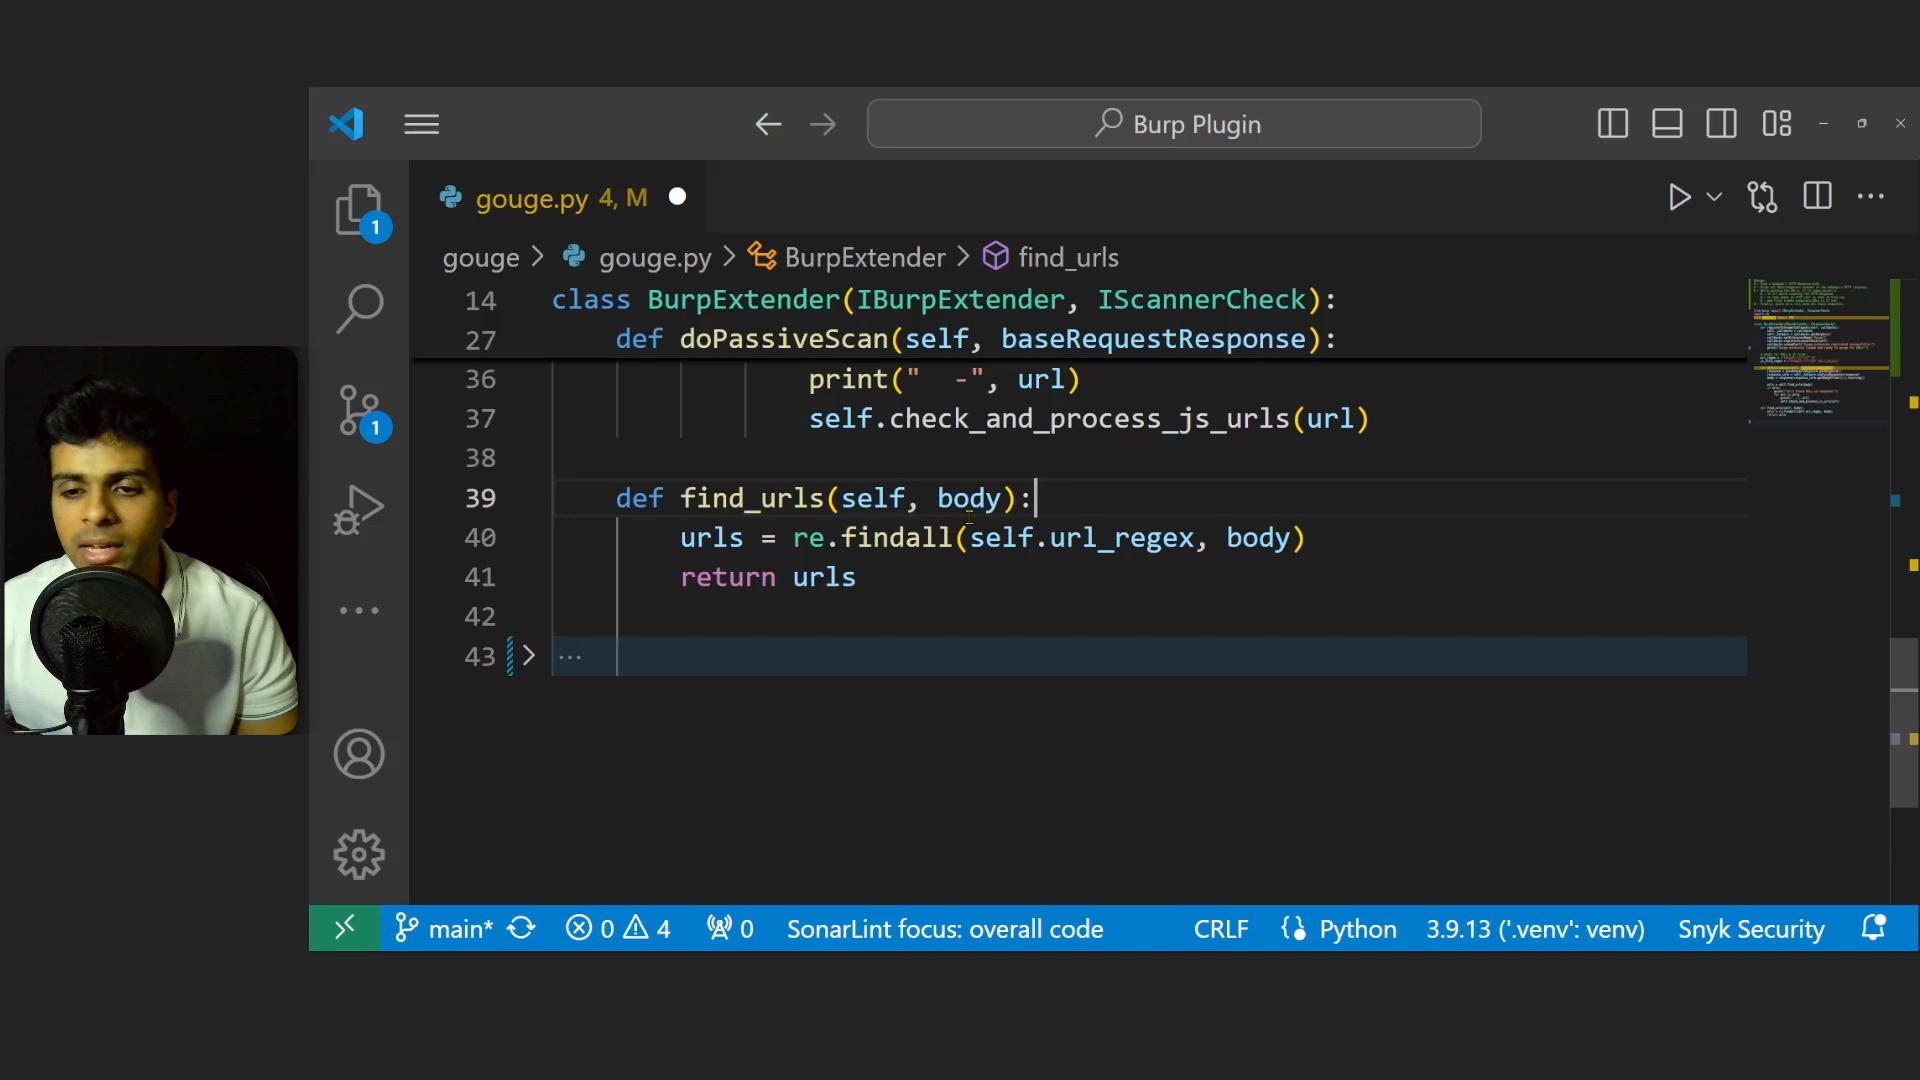 Burp Plugin
gouge.py 4, M
gouge > gouge.py > BurpExtender > find_urls
14 class BurpExtender(IBurpExtender, IScannerCheck):
27 def doPassiveScan(self, baseRequestResponse):
36 print("  -", url)
37 self.check_and_process_js_urls(url)
38
39 def find_urls(self, body):
40 urls = re.findall(self.url_regex, body)
41 return urls
42
43 > ...
1
1
main* 0 4 0 SonarLint focus: overall code CRLF Python 3.9.13 ('.venv': venv) Snyk Security